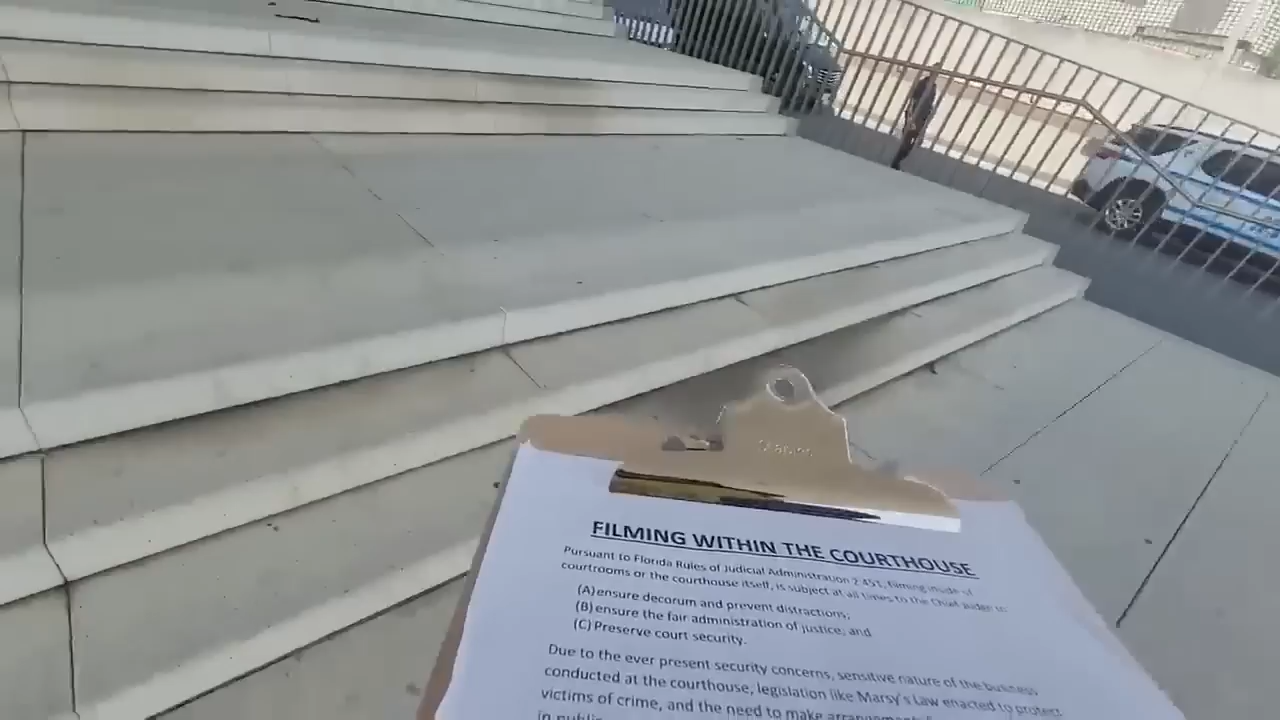 FILMING WITHIN THE COURTHOUSE
Pursuant to Florida Rules of Judicial Administration 2.451, filming inside of
courtrooms or the courthouse itself, is subject at all times to the Chief Judge to
(A) ensure decorum and prevent distractions;
(B) ensure the fair administration of justice; and
(C) Preserve court security.
Due to the ever present security concerns, sensitive nature of the business
conducted at the courthouse, legislation like Marsy's Law enacted to protect
victims of crime, and the need to make
in public